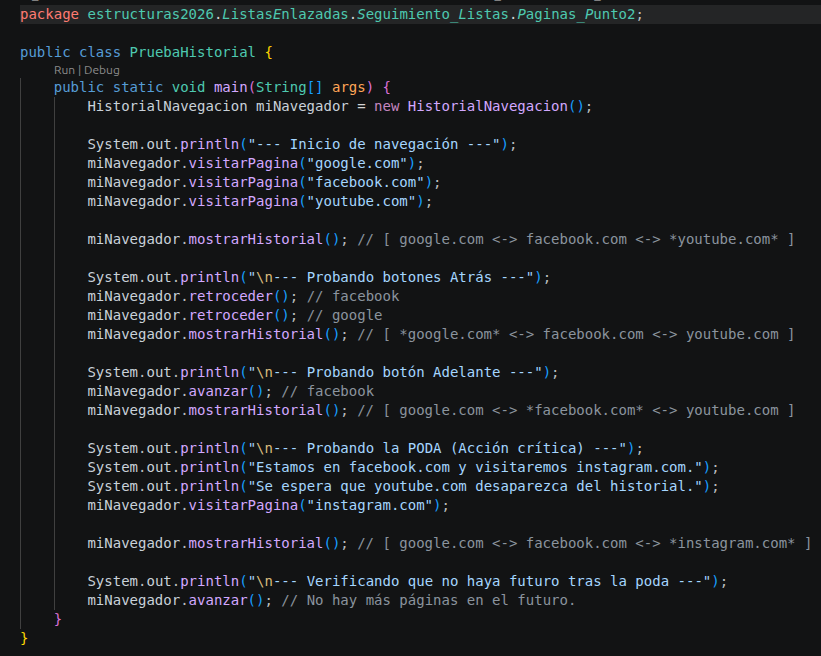 package estructuras2026.ListasEnlazadas.Seguimiento_Listas.Paginas_Punto2;
public class PruebaHistorial {
Run | Debug
public static void main(String[] args) {
HistorialNavegacion miNavegador = new HistorialNavegacion();
System.out.println("--- Inicio de navegación ---");
miNavegador.visitarPagina("google.com");
miNavegador.visitarPagina("facebook.com");
miNavegador.visitarPagina("youtube.com");
miNavegador.mostrarHistorial(); // [ google.com <-> facebook.com <-> *youtube.com* ]
System.out.println("\n--- Probando botones Atrás ---");
miNavegador.retroceder(); // facebook
miNavegador.retroceder(); // google
miNavegador.mostrarHistorial(); // [ *google.com* <-> facebook.com <-> youtube.com ]
System.out.println("\n--- Probando botón Adelante ---");
miNavegador.avanzar(); // facebook
miNavegador.mostrarHistorial(); // [ google.com <-> *facebook.com* <-> youtube.com ]
System.out.println("\n--- Probando la PODA (Acción crítica) ---");
System.out.println("Estamos en facebook.com y visitaremos instagram.com.");
System.out.println("Se espera que youtube.com desaparezca del historial.");
miNavegador.visitarPagina("instagram.com");
miNavegador.mostrarHistorial(); // [ google.com <-> facebook.com <-> *instagram.com* ]
System.out.println("\n--- Verificando que no haya futuro tras la poda ---");
miNavegador.avanzar(); // No hay más páginas en el futuro.
}
}